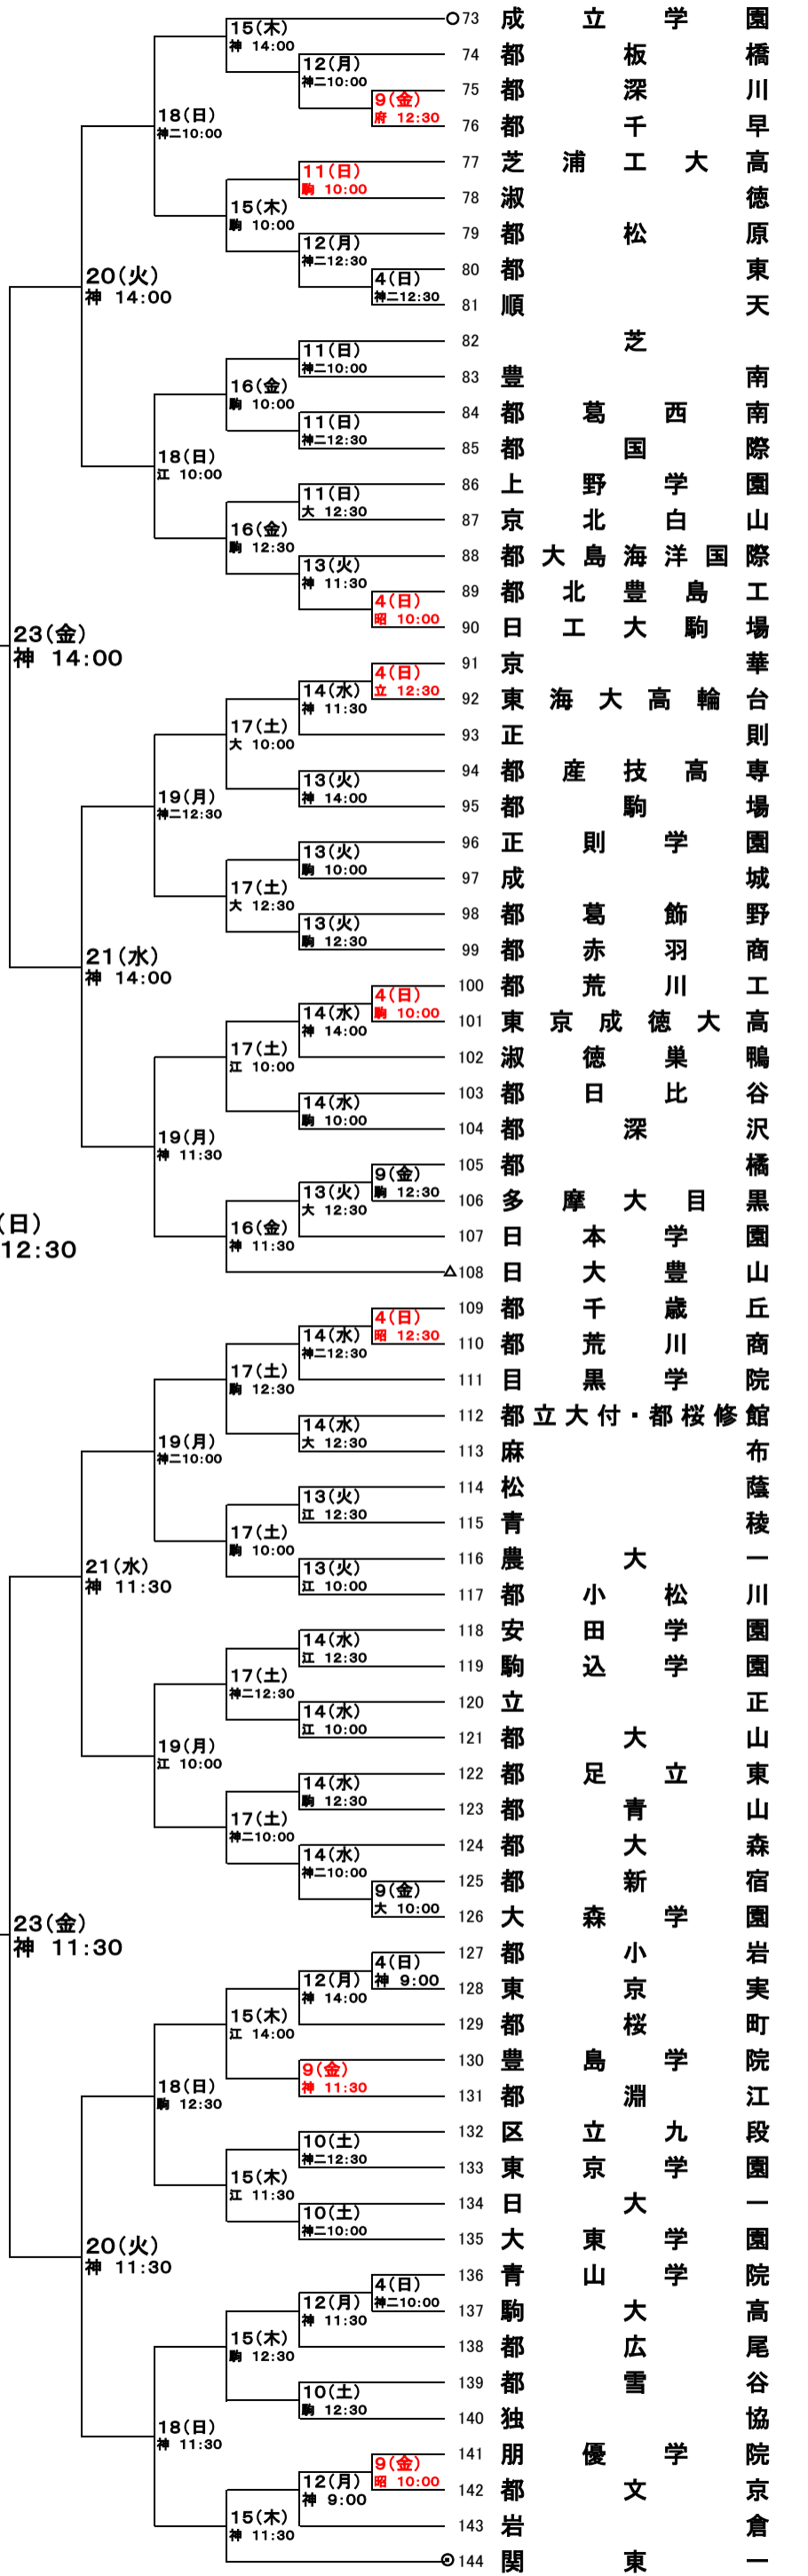 ○73 成立学園
74 都板橋
75 都深川
76 都千早
77 芝浦工大高
78 淑徳
79 都松原
80 都東
81 順天
82 芝
83 豊南
84 都葛西南
85 都国際
86 上野学園
87 京北白山
88 都大島海洋国際
89 都北豊島工
90 日工大駒場
91 京華
92 東海大高輪台
93 正則
94 都産技高専
95 都駒場
96 正則学園
97 成城
98 都葛飾野
99 都赤羽商
100 都荒川工
101 東京成徳大高
102 淑徳巣鴨
103 都日比谷
104 都深沢
105 都橘
106 多摩大目黒
107 日本学園
△108 日大豊山
109 都千歳丘
110 都荒川商
111 目黒学院
112 都立大付・都桜修館
113 麻布
114 松蔭
115 青稜
116 農大一
117 都小松川
118 安田学園
119 駒込学園
120 立正
121 都大山
122 都足立東
123 都青山
124 都大森
125 都新宿
126 大森学園
127 都小岩
128 東京実
129 都桜町
130 豊島学院
131 都淵江
132 区立九段
133 東京学園
134 日大一
135 大東学園
136 青山学院
137 駒大高
138 都広尾
139 都雪谷
140 独協
141 朋優学院
142 都文京
143 岩倉
◎144 関東一
9(金)
府 12:30
4(日)
神二12:30
4(日)
昭 10:00
4(日)
立 12:30
4(日)
駒 10:00
9(金)
駒 12:30
4(日)
昭 12:30
9(金)
大 10:00
4(日)
神 9:00
4(日)
神二10:00
9(金)
昭 10:00
12(月)
神二10:00
11(日)
駒 10:00
12(月)
神二12:30
11(日)
神二10:00
11(日)
神二12:30
11(日)
大 12:30
13(火)
神 11:30
14(水)
神 11:30
13(火)
神 14:00
13(火)
駒 10:00
13(火)
駒 12:30
14(水)
神 14:00
14(水)
駒 10:00
13(火)
大 12:30
14(水)
神二12:30
14(水)
大 12:30
13(火)
江 12:30
13(火)
江 10:00
14(水)
江 12:30
14(水)
江 10:00
14(水)
駒 12:30
14(水)
神二10:00
12(月)
神 14:00
9(金)
神 11:30
10(土)
神二12:30
10(土)
神二10:00
12(月)
神 11:30
10(土)
駒 12:30
12(月)
神 9:00
15(木)
神 14:00
15(木)
駒 10:00
16(金)
駒 10:00
16(金)
駒 12:30
17(土)
大 10:00
17(土)
大 12:30
17(土)
江 10:00
16(金)
神 11:30
17(土)
駒 12:30
17(土)
駒 10:00
17(土)
神二12:30
17(土)
神二10:00
15(木)
江 14:00
15(木)
江 11:30
15(木)
駒 12:30
15(木)
神 11:30
18(日)
神二10:00
18(日)
江 10:00
19(月)
神二12:30
19(月)
神 11:30
19(月)
神二10:00
19(月)
江 10:00
18(日)
駒 12:30
18(日)
神 11:30
20(火)
神 14:00
21(水)
神 14:00
21(水)
神 11:30
20(火)
神 11:30
23(金)
神 14:00
23(金)
神 11:30
(日)
12:30